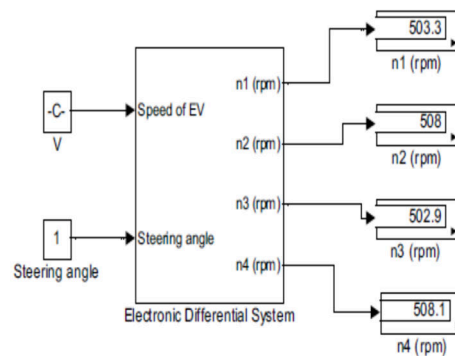 503.3
n1 (rpm)
n1 (rpm)
-C-
V
Speed of EV
508
n2 (rpm)
n2 (rpm)
n3 (rpm)
502.9
n3 (rpm)
1
Steering angle
Steering angle
n4 (rpm)
Electronic Differential System
508.1
n4 (rpm)